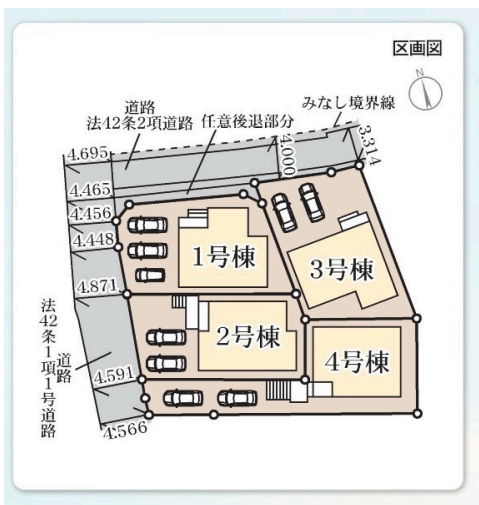 区画図
N
みなし境界線
道路
法42条2項道路
任意後退部分
4.695
4.000
3.314
4.465
4.456
4.448
1号棟
3号棟
4.871
2号棟
4号棟
道路
法42条1項1号道路
4.591
4.566